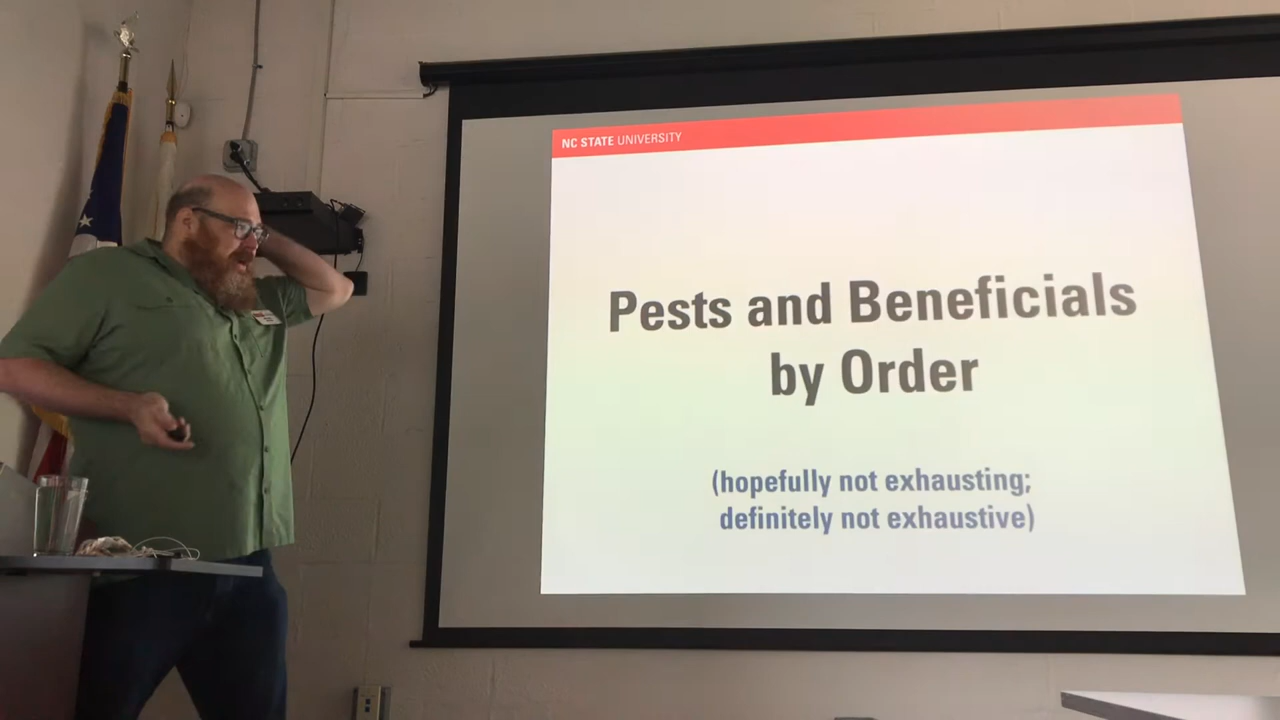 NC STATE UNIVERSITY
Pests and Beneficials
by Order
(hopefully not exhausting;
definitely not exhaustive)